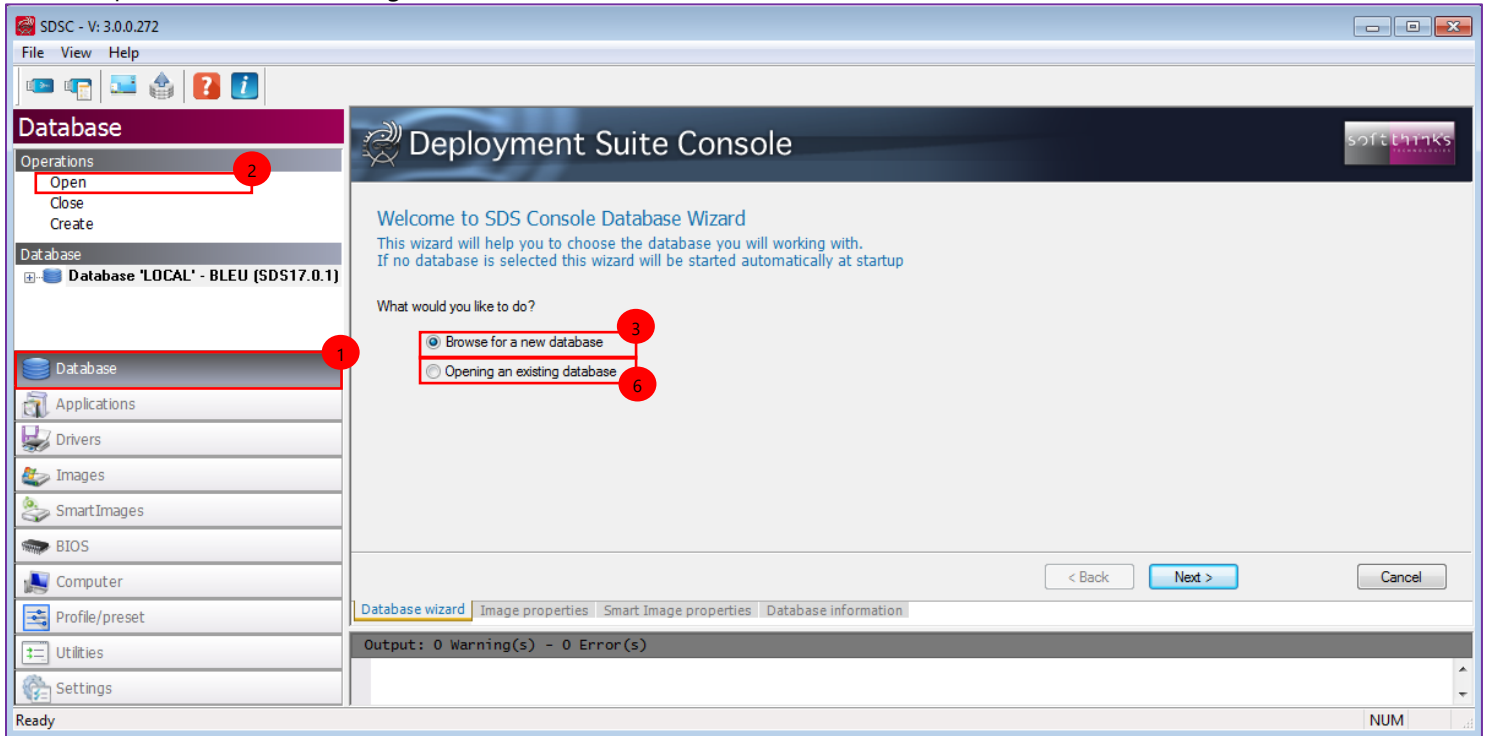 SDSC - V: 3.0.0.272
File View Help
Database
Operations
2
Open
Close
Create
Database
Database 'LOCAL' - BLEU (SDS17.0.1)
1
Database
Applications
Drivers
Images
SmartImages
BIOS
Computer
Profile/preset
Utilities
Settings
Deployment Suite Console
softthinks
TECHNOLOGIES
Welcome to SDS Console Database Wizard
This wizard will help you to choose the database you will working with.
If no database is selected this wizard will be started automatically at startup
What would you like to do?
3
Browse for a new database
Opening an existing database
6
< Back Next > Cancel
Database wizard Image properties Smart Image properties Database information
Output: 0 Warning(s) - 0 Error(s)
Ready NUM